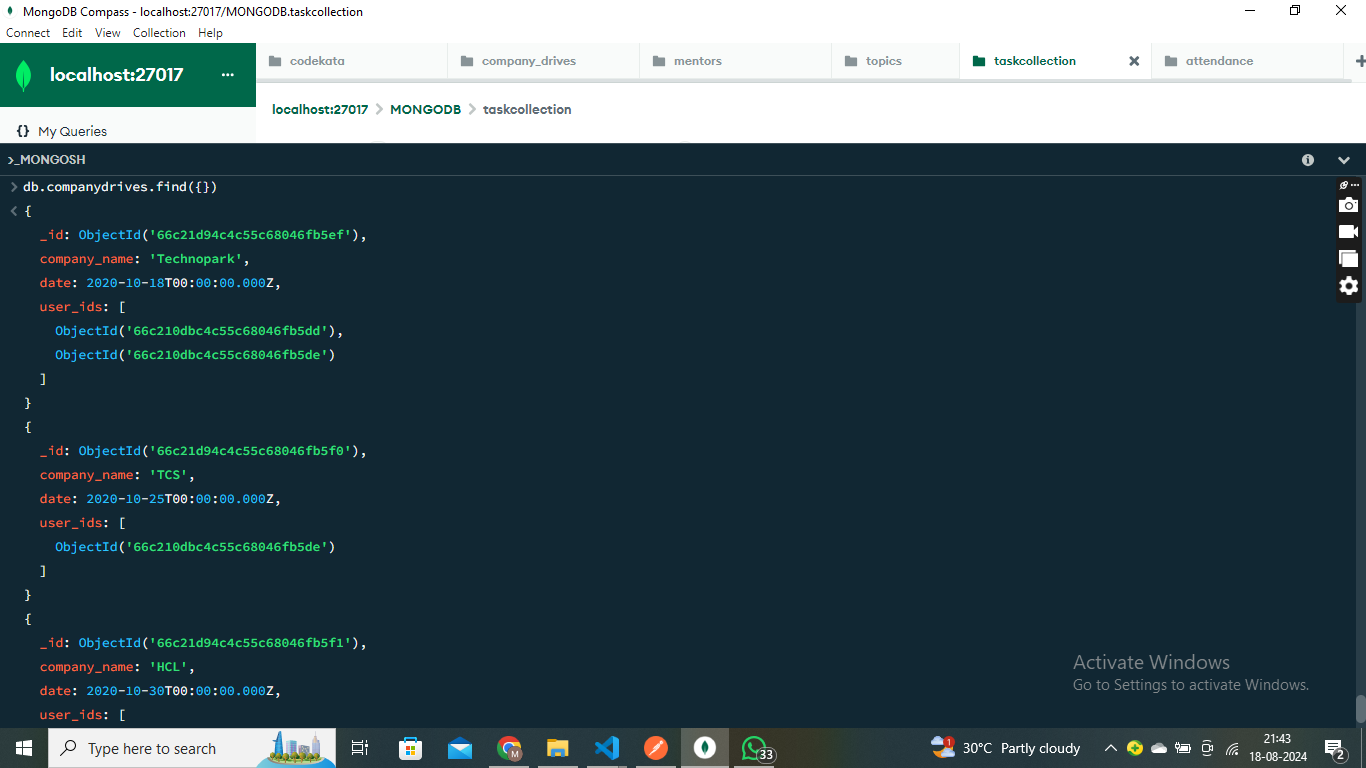 MongoDB Compass - localhost:27017/MONGODB.taskcollection
Connect Edit View Collection Help
localhost:27017 ...
codekata company_drives mentors topics taskcollection attendance
localhost:27017 > MONGODB > taskcollection
{} My Queries
>_MONGOSH
> db.companydrives.find({})
< {
_id: ObjectId('66c21d94c4c55c68046fb5ef'),
company_name: 'Technopark',
date: 2020-10-18T00:00:00.000Z,
user_ids: [
ObjectId('66c210dbc4c55c68046fb5dd'),
ObjectId('66c210dbc4c55c68046fb5de')
]
}
{
_id: ObjectId('66c21d94c4c55c68046fb5f0'),
company_name: 'TCS',
date: 2020-10-25T00:00:00.000Z,
user_ids: [
ObjectId('66c210dbc4c55c68046fb5de')
]
}
{
_id: ObjectId('66c21d94c4c55c68046fb5f1'),
company_name: 'HCL',
date: 2020-10-30T00:00:00.000Z,
user_ids: [
Activate Windows
Go to Settings to activate Windows.
Type here to search
M
33
1
30°C Partly cloudy
21:43
18-08-2024
2